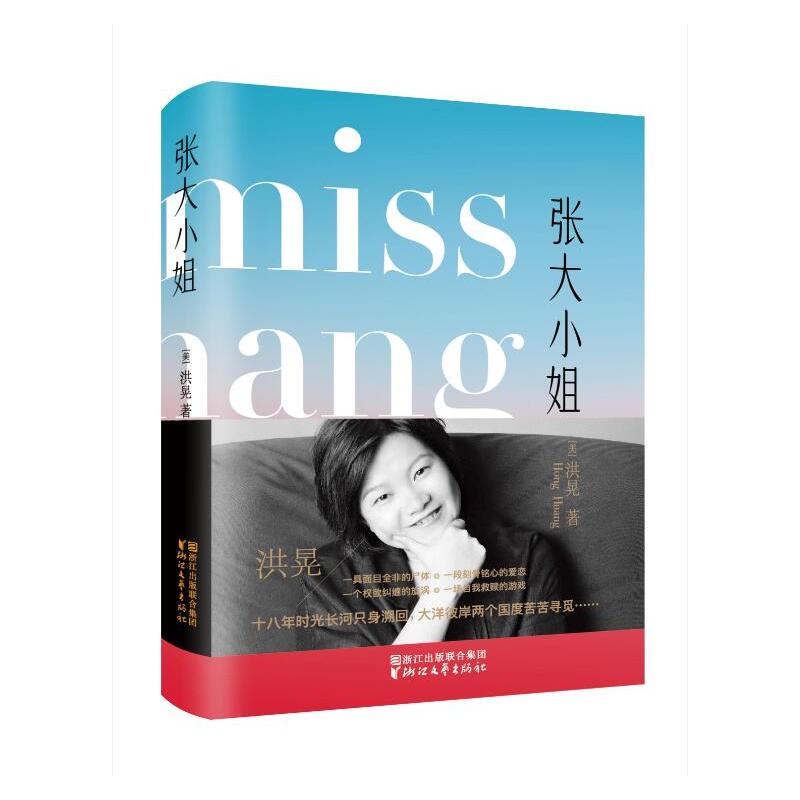 张大小姐
[美] 洪晃 著
浙江出版联合集团
浙江文艺出版社
miss
hang
张大小姐
[美] 洪晃 著
Hong Huang
洪晃
一具面目全非的尸体 一段刻骨铭心的爱恋
一个权欲纠缠的旋涡 一场自我救赎的游戏
十八年时光长河只身溯回,大洋彼岸两个国度苦苦寻觅……
浙江出版联合集团
浙江文艺出版社